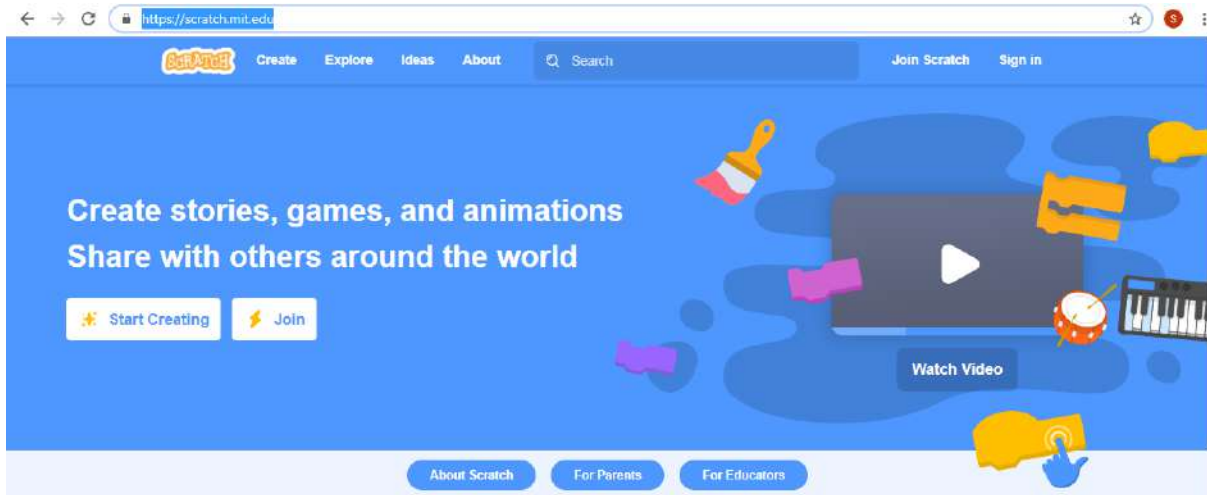 https://scratch.mit.edu
S
SCRATCH Create Explore Ideas About Search Join Scratch Sign in
Create stories, games, and animations
Share with others around the world
Start Creating Join
Watch Video
About Scratch For Parents For Educators